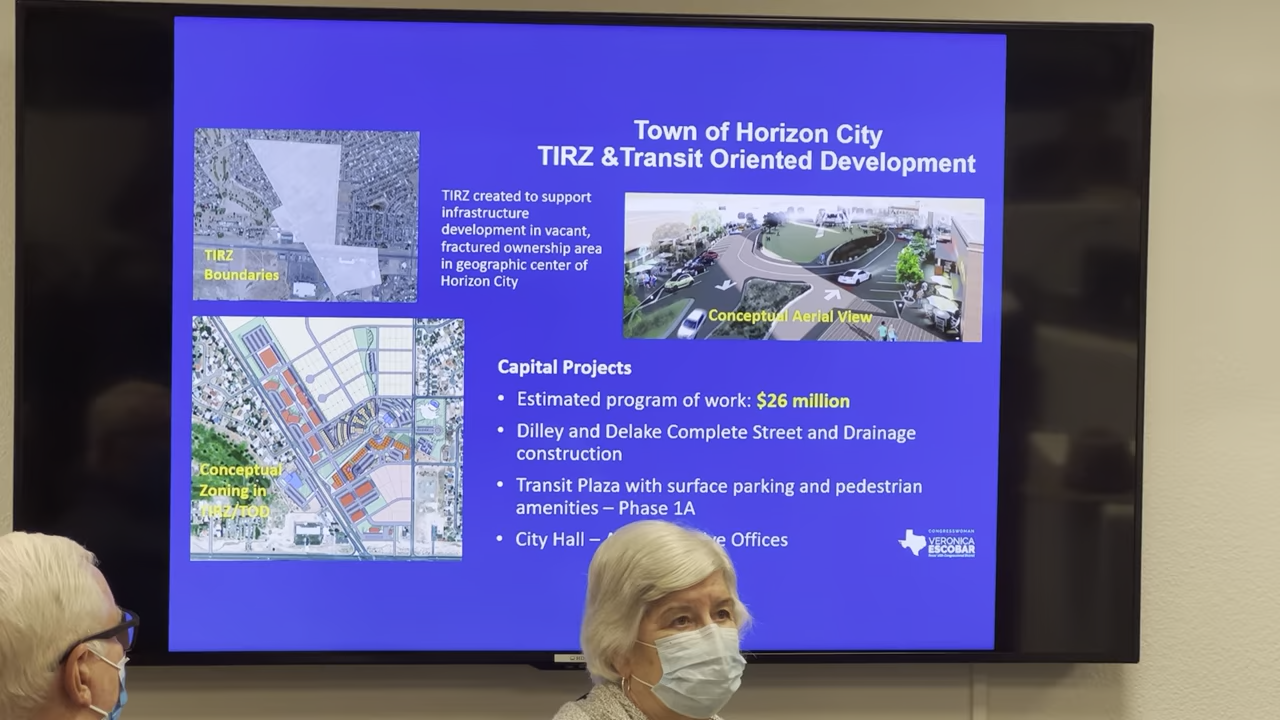 Town of Horizon City
TIRZ &Transit Oriented Development
TIRZ
Boundaries
TIRZ created to support
infrastructure
development in vacant,
fractured ownership area
in geographic center of
Horizon City
Conceptual Aerial View
Conceptual
Zoning in
TIRZ/TOD
Capital Projects
• Estimated program of work: $26 million
• Dilley and Delake Complete Street and Drainage
construction
• Transit Plaza with surface parking and pedestrian
amenities – Phase 1A
• City Hall – Offices
CONGRESSWOMAN
VERONICA
ESCOBAR